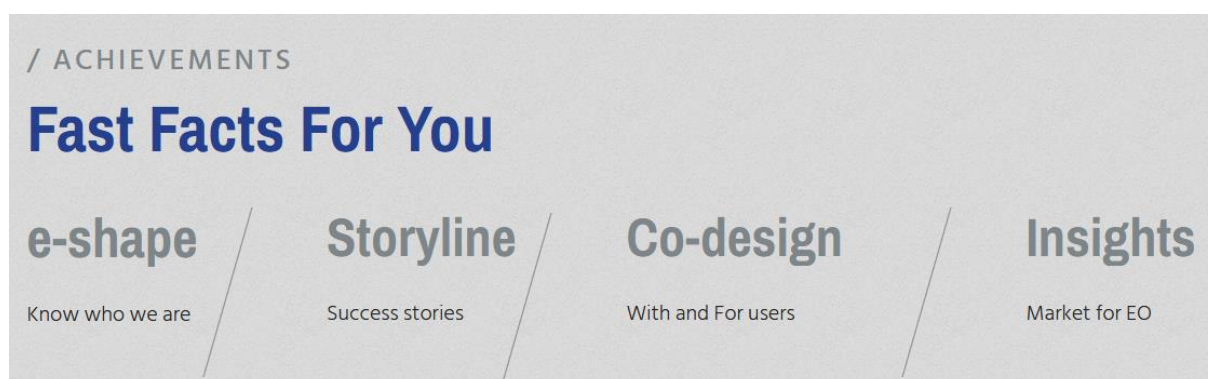 / ACHIEVEMENTS
Fast Facts For You
e-shape
Storyline
Co-design
Insights
Know who we are
Success stories
With and For users
Market for EO